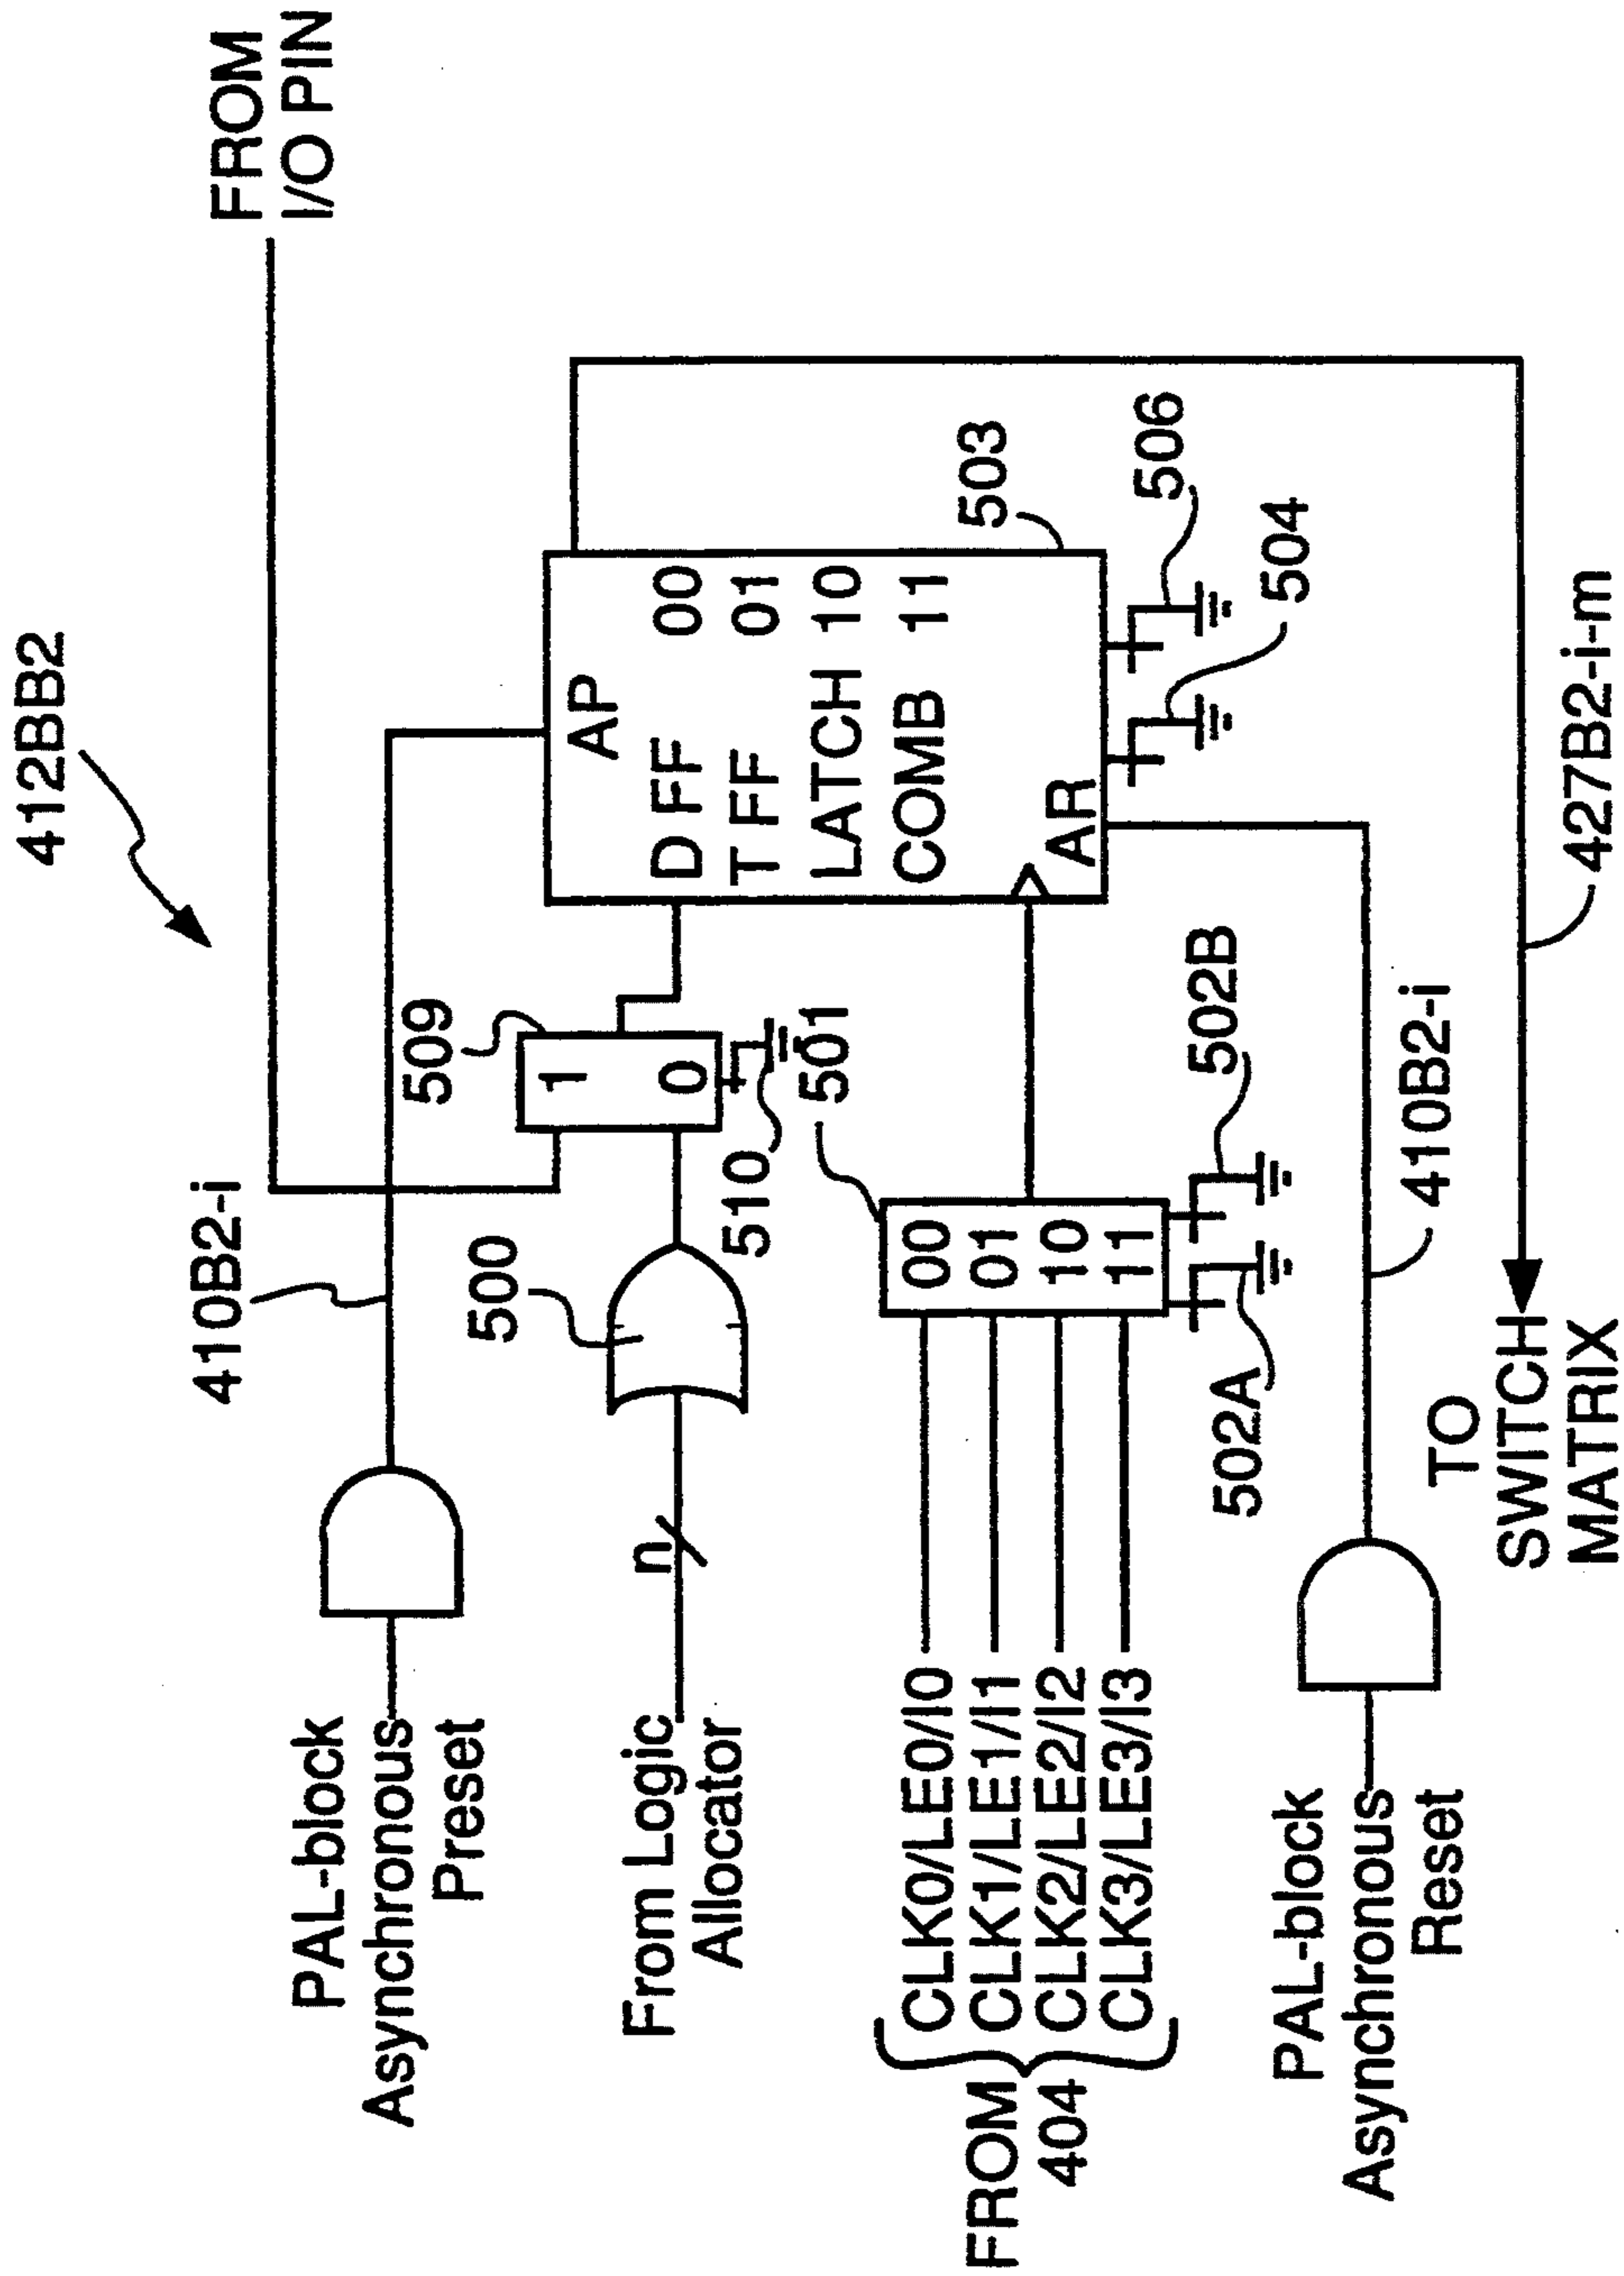 412BB2
FROM
I/O PIN
410B2-i
PAL-block
Asynchronous
Preset
509
1
0
510
500
n
From Logic
Allocator
AP
D FF 00
T FF 01
LATCH 10
COMB 11
AR
503
506
504
501
00
01
10
11
502A
502B
CLK0/LE0/I0
CLK1/LE1/I1
CLK2/LE2/I2
CLK3/LE3/I3
FROM
404
PAL-block
Asynchronous
Reset
410B2-i
427B2-i-m
TO
SWITCH
MATRIX